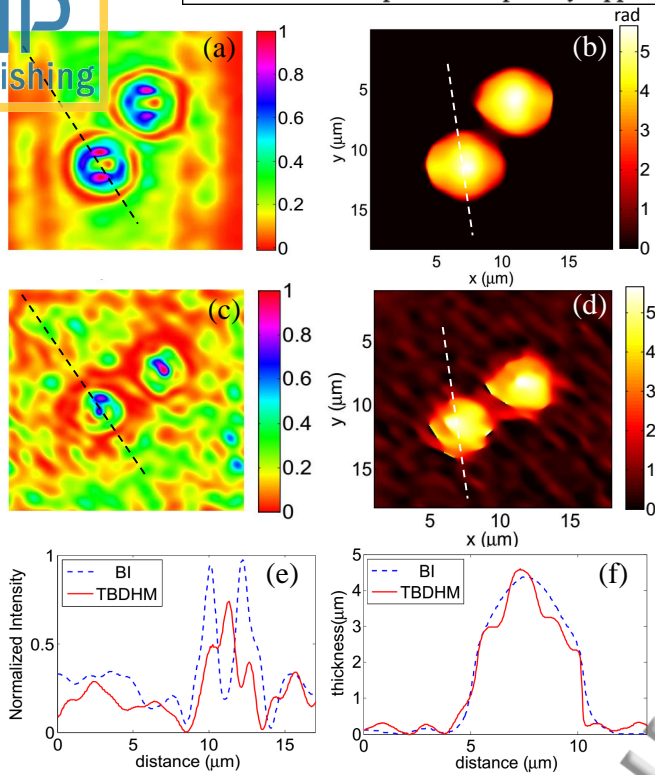 ishing
(a)
1
0.8
0.6
0.4
0.2
0
(b)
y (μm)
5
10
15
5 10 15
x (μm)
rad
5
4
3
2
1
0
(c)
1
0.8
0.6
0.4
0.2
0
(d)
y (μm)
5
10
15
5 10 15
x (μm)
5
4
3
2
1
0
(e)
BI
TBDHM
Normalized Intensity
1
0.5
0
0 5 10 15
distance (μm)
(f)
BI
TBDHM
thickness(μm)
5
4
3
2
1
0
0 5 10
distance (μm)